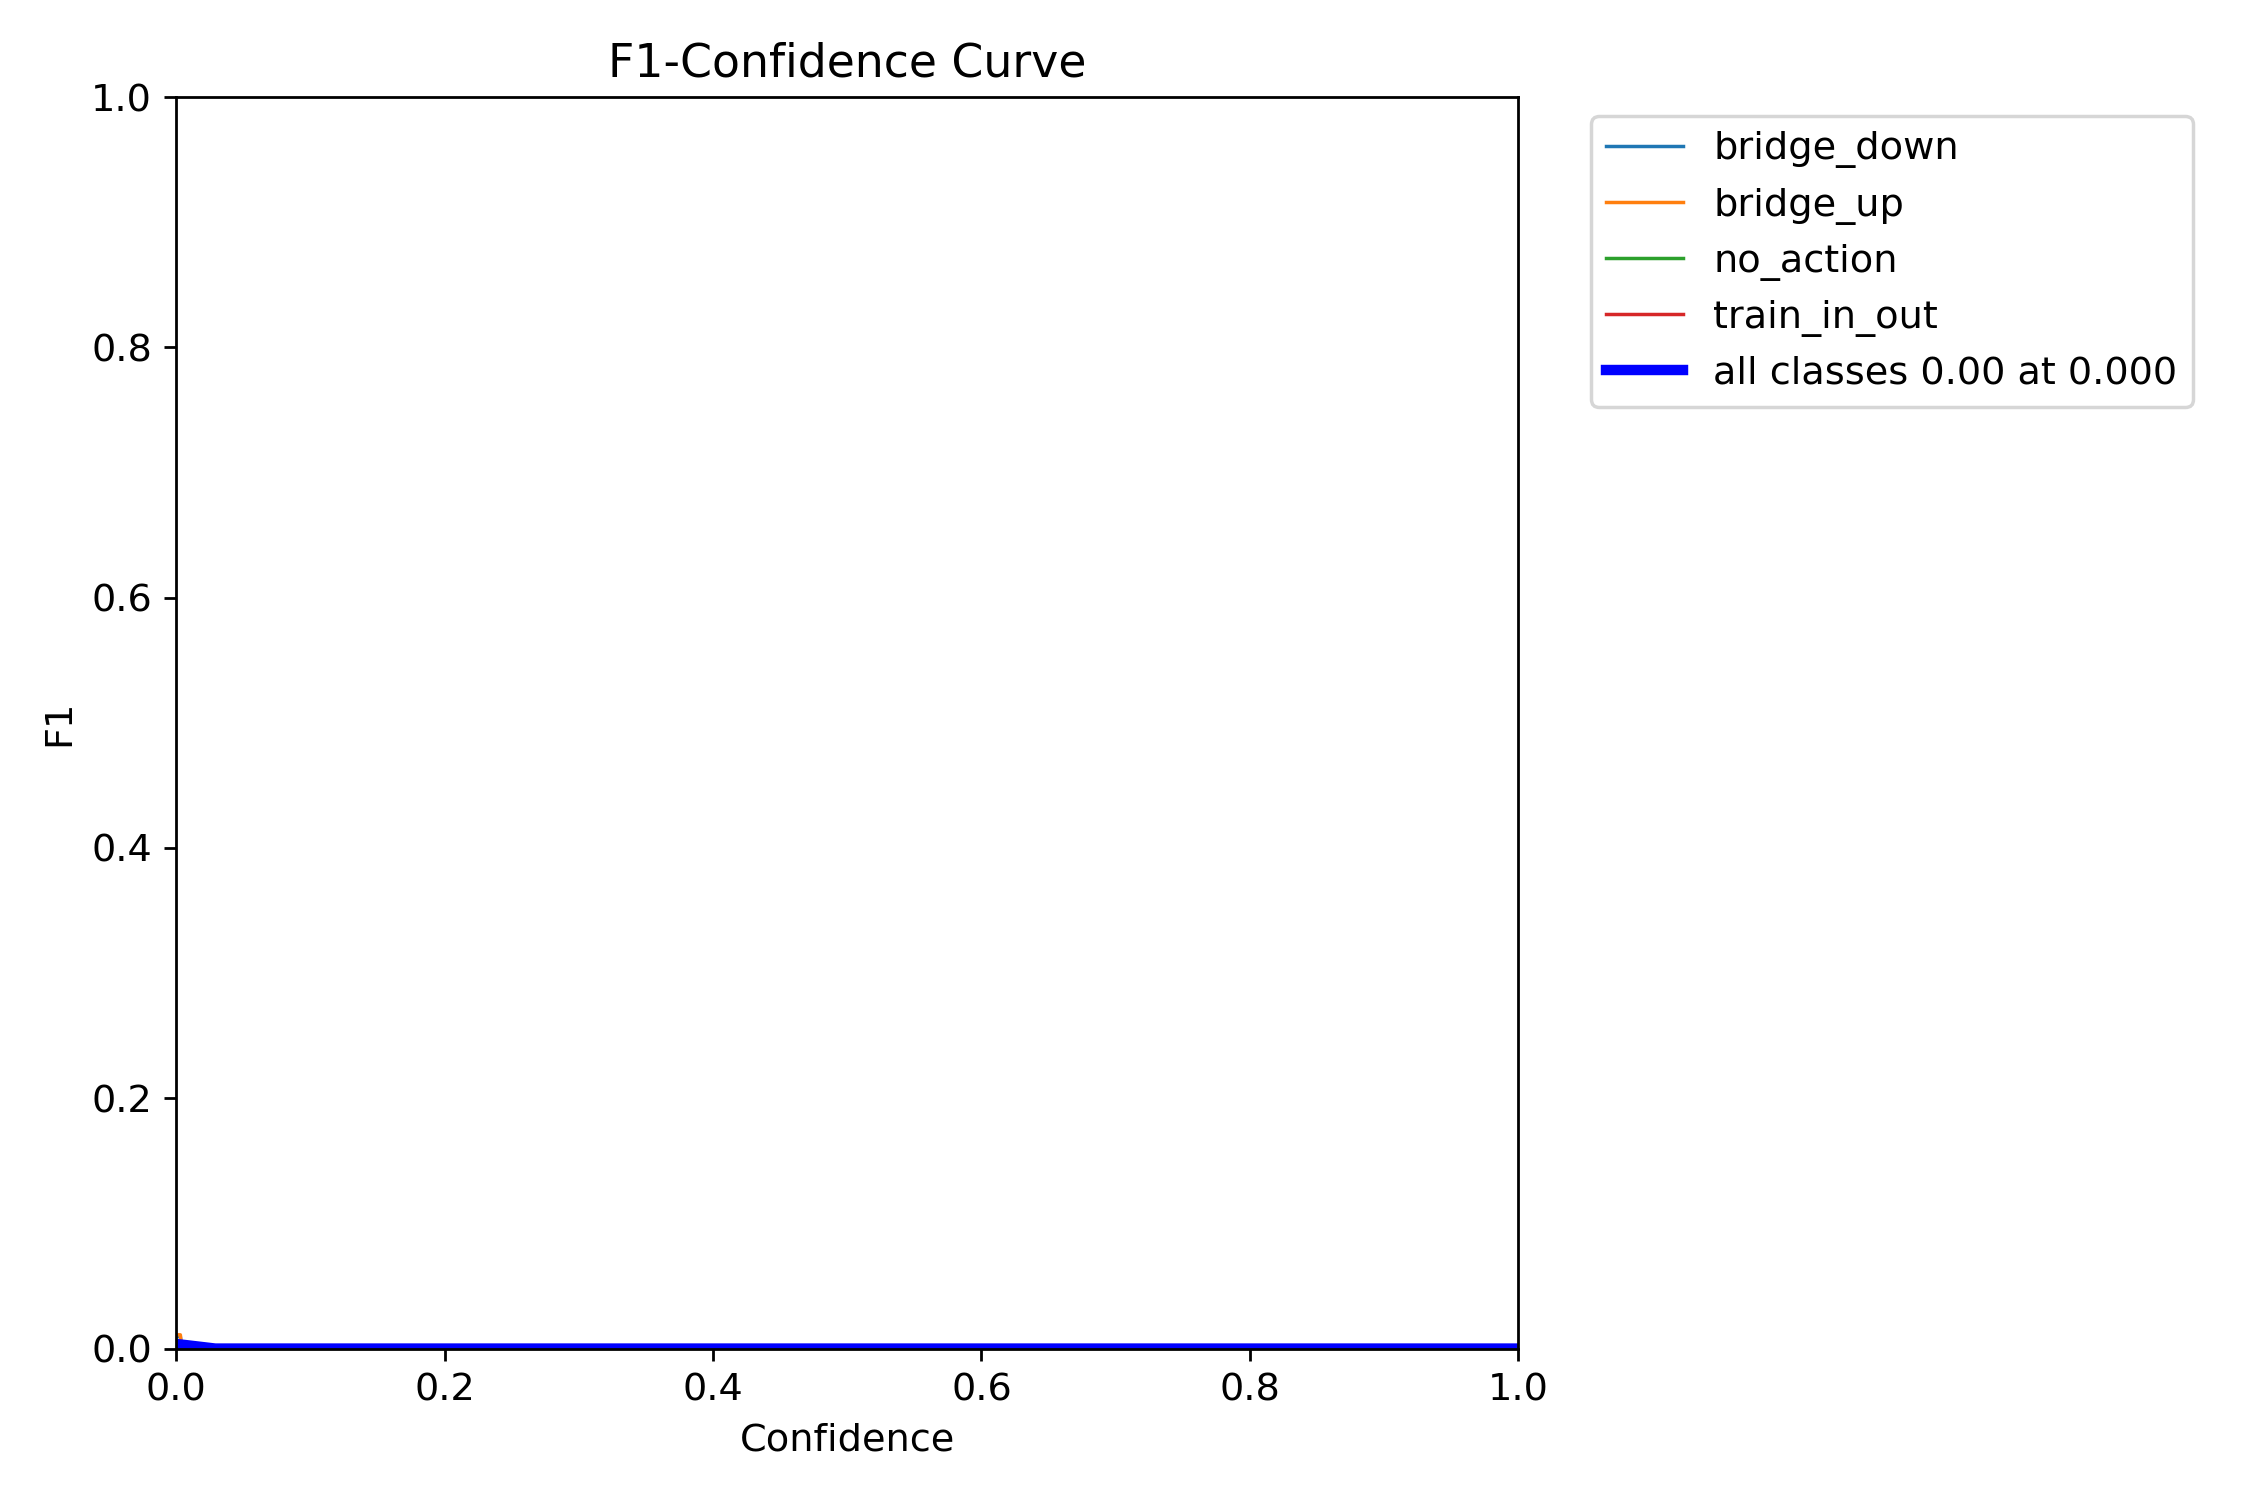 F1-Confidence Curve
1.0
0.8
0.6
0.4
0.2
0.0
F1
0.0 0.2 0.4 0.6 0.8 1.0
Confidence
bridge_down
bridge_up
no_action
train_in_out
all classes 0.00 at 0.000